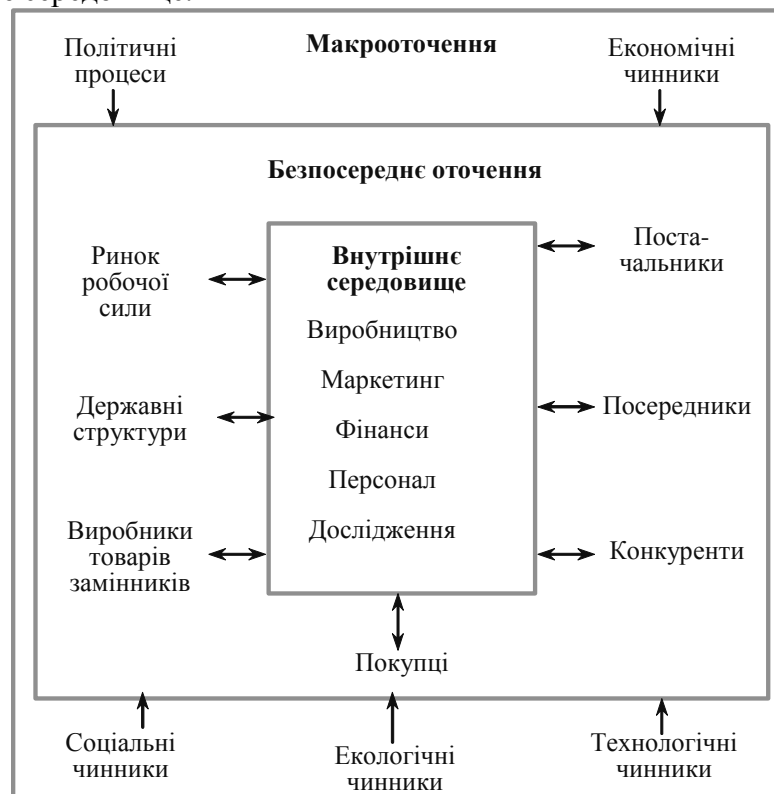 Макрооточення
Політичні
процеси
Економічні
чинники
Безпосереднє оточення
Ринок
робочої
сили
Державні
структури
Виробники
товарів
замінників
Внутрішнє
середовище
Виробництво
Маркетинг
Фінанси
Персонал
Дослідження
Поста-
чальники
Посередники
Конкуренти
Покупці
Соціальні
чинники
Екологічні
чинники
Технологічні
чинники